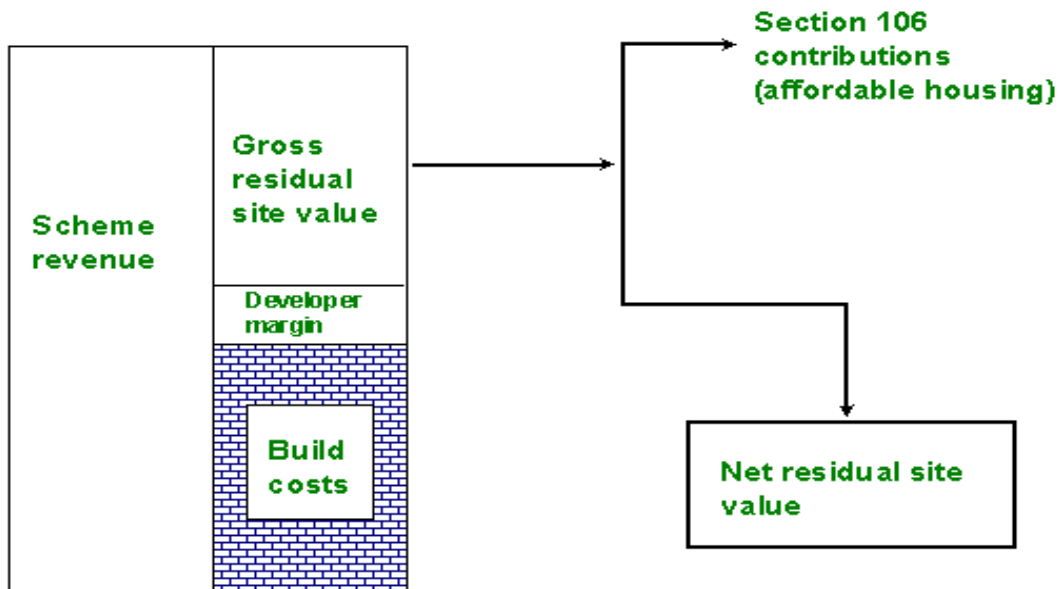 Section 106
contributions
(affordable housing)
Gross
residual
site value
Scheme
revenue
Developer
margin
Build
costs
Net residual site
value